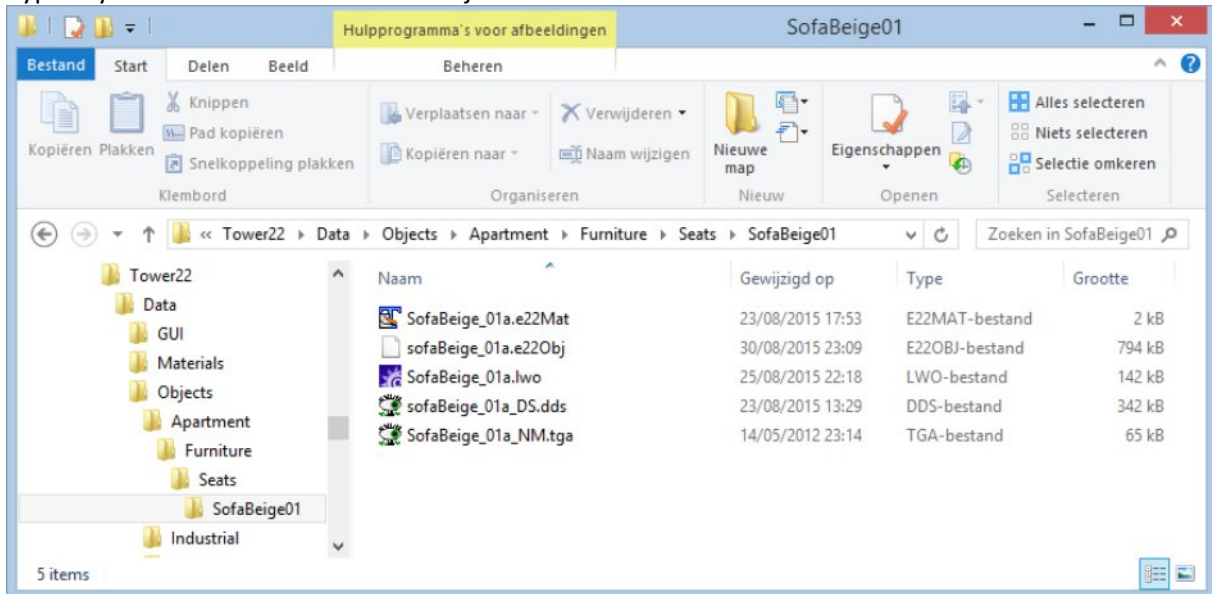 Hulpprogramma's voor afbeeldingen
SofaBeige01
Bestand Start Delen Beeld Beheren
Kopiëren
Plakken
Knippen
Pad kopiëren
Snelkoppeling plakken
Klembord
Verplaatsen naar
Kopiëren naar
Verwijderen
Naam wijzigen
Organiseren
Nieuwe
map
Nieuw
Eigenschappen
Openen
Alles selecteren
Niets selecteren
Selectie omkeren
Selecteren
« Tower22 Data Objects Apartment Furniture Seats SofaBeige01
Zoeken in SofaBeige01
Tower22
Data
GUI
Materials
Objects
Apartment
Furniture
Seats
SofaBeige01
Industrial
Naam Gewijzigd op Type Grootte
SofaBeige_01a.e22Mat 23/08/2015 17:53 E22MAT-bestand 2 kB
sofaBeige_01a.e22Obj 30/08/2015 23:09 E22OBJ-bestand 794 kB
SofaBeige_01a.lwo 25/08/2015 22:18 LWO-bestand 142 kB
sofaBeige_01a_DS.dds 23/08/2015 13:29 DDS-bestand 342 kB
SofaBeige_01a_NM.tga 14/05/2012 23:14 TGA-bestand 65 kB
5 items